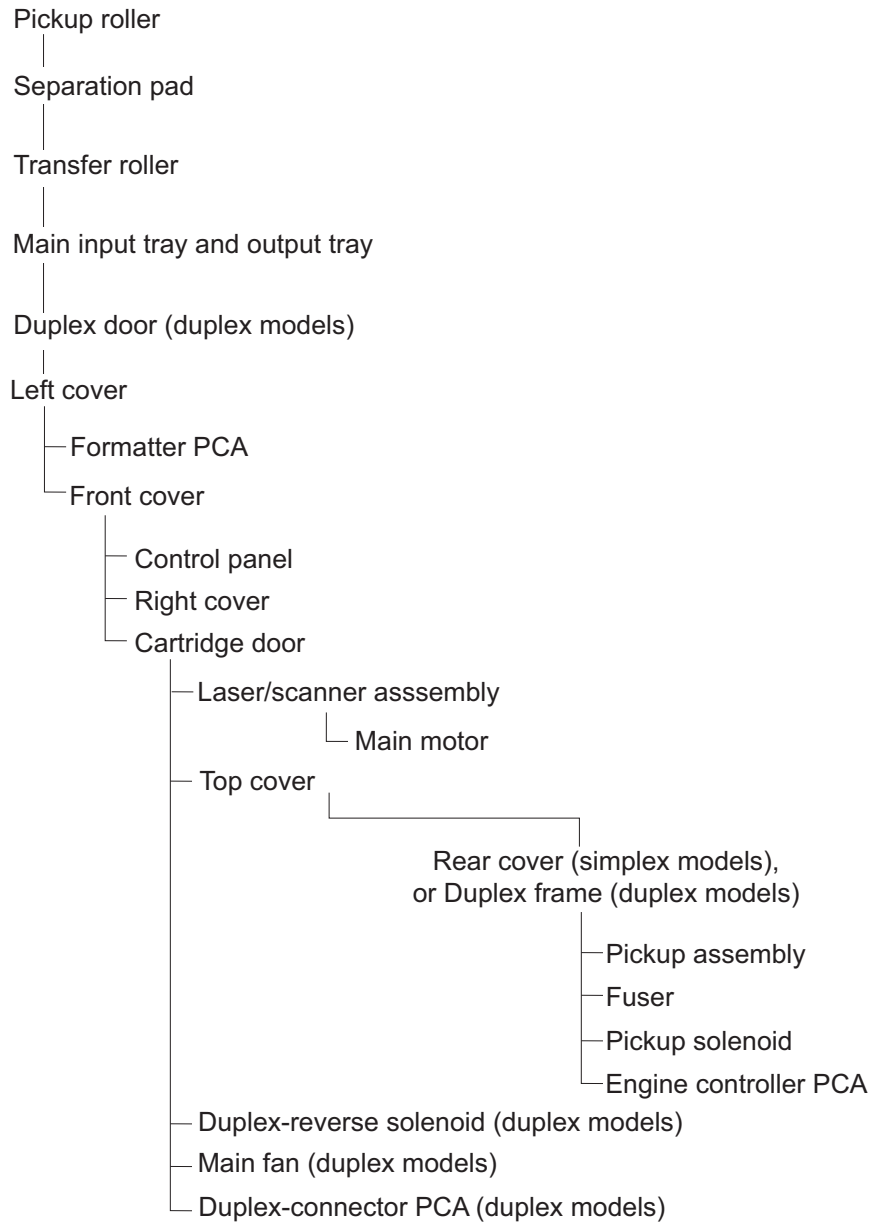 Pickup roller
Separation pad
Transfer roller
Main input tray and output tray
Duplex door (duplex models)
Left cover
Formatter PCA
Front cover
Control panel
Right cover
Cartridge door
Laser/scanner asssembly
Main motor
Top cover
Rear cover (simplex models),
or Duplex frame (duplex models)
Pickup assembly
Fuser
Pickup solenoid
Engine controller PCA
Duplex-reverse solenoid (duplex models)
Main fan (duplex models)
Duplex-connector PCA (duplex models)